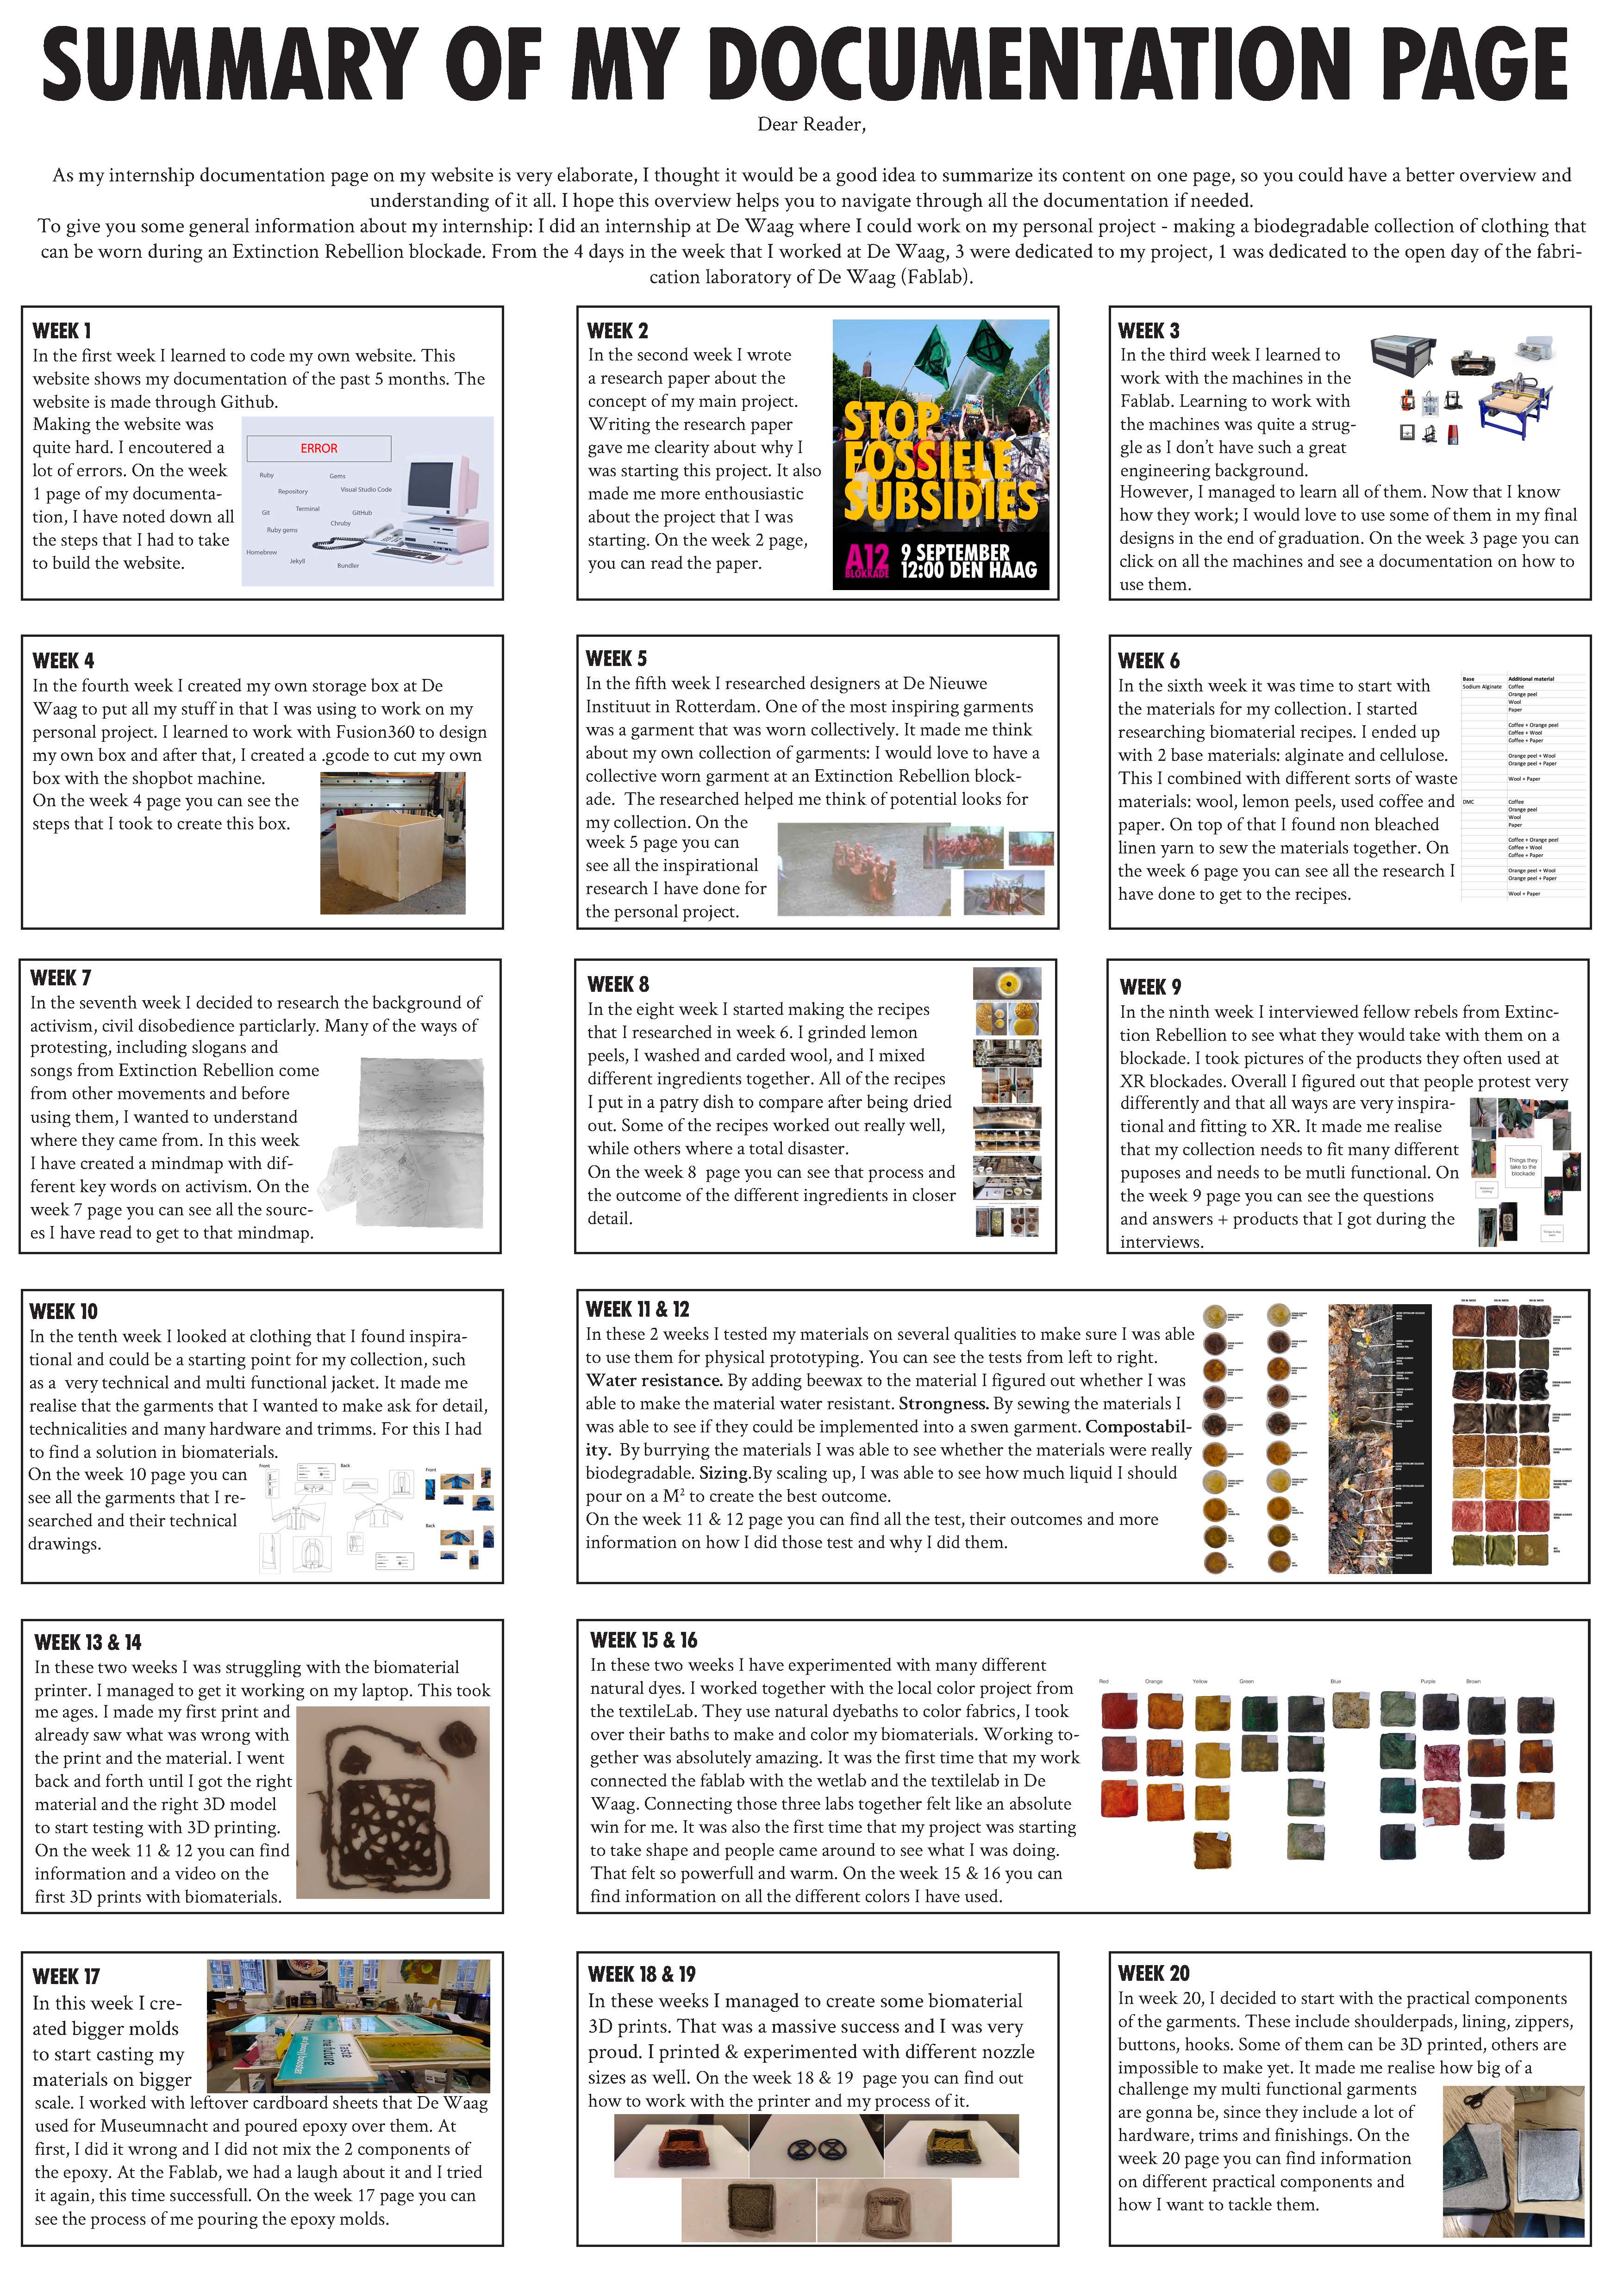 SUMMARY OF MY DOCUMENTATION PAGE
Dear Reader,
As my internship documentation page on my website is very elaborate, I thought it would be a good idea to summarize its content on one page, so you could have a better overview and
understanding of it all. I hope this overview helps you to navigate through all the documentation if needed.
To give you some general information about my internship: I did an internship at De Waag where I could work on my personal project - making a biodegradable collection of clothing that
can be worn during an Extinction Rebellion blockade. From the 4 days in the week that I worked at De Waag, 3 were dedicated to my project, 1 was dedicated to the open day of the fabri-
cation laboratory of De Waag (Fablab).
WEEK 1
In the first week I learned to code my own website. This
website shows my documentation of the past 5 months. The
website is made through Github.
Making the website was
quite hard. I encoutered a
lot of errors. On the week
1 page of my documenta-
tion, I have noted down all
the steps that I had to take
to build the website.
ERROR
Ruby
Gems
Repository
Visual Studio Code
Git
Terminal
GitHub
Chruby
Ruby gems
Homebrew
Jekyll
Bundler
WEEK 2
In the second week I wrote
a research paper about the
concept of my main project.
Writing the research paper
gave me clearity about why I
was starting this project. It also
made me more enthousiastic
about the project that I was
starting. On the week 2 page,
you can read the paper.
STOP
FOSSIELE
SUBSIDIES
A12
BLOKKADE
9 SEPTEMBER
12:00 DEN HAAG
WEEK 3
In the third week I learned to
work with the machines in the
Fablab. Learning to work with
the machines was quite a strug-
gle as I don't have such a great
engineering background.
However, I managed to learn all of them. Now that I know
how they work; I would love to use some of them in my final
designs in the end of graduation. On the week 3 page you can
click on all the machines and see a documentation on how to
use them.
WEEK 4
In the fourth week I created my own storage box at De
Waag to put all my stuff in that I was using to work on my
personal project. I learned to work with Fusion360 to design
my own box and after that, I created a .gcode to cut my own
box with the shopbot machine.
On the week 4 page you can see the
steps that I took to create this box.
WEEK 5
In the fifth week I researched designers at De Nieuwe
Instituut in Rotterdam. One of the most inspiring garments
was a garment that was worn collectively. It made me think
about my own collection of garments: I would love to have a
collective worn garment at an Extinction Rebellion block-
ade. The researched helped me think of potential looks for
my collection. On the
week 5 page you can
see all the inspirational
research I have done for
the personal project.
WEEK 6
In the sixth week it was time to start with
the materials for my collection. I started
researching biomaterial recipes. I ended up
with 2 base materials: alginate and cellulose.
This I combined with different sorts of waste
materials: wool, lemon peels, used coffee and
paper. On top of that I found non bleached
linen yarn to sew the materials together. On
the week 6 page you can see all the research I
have done to get to the recipes.
Base Additional material
Sodium Alginate Coffee
Orange peel
Wool
Paper
Coffee + Orange peel
Coffee + Wool
Coffee + Paper
Orange peel + Wool
Orange peel + Paper
Wool + Paper
DMC Coffee
Orange peel
Wool
Paper
Coffee + Orange peel
Coffee + Wool
Coffee + Paper
Orange peel + Wool
Orange peel + Paper
Wool + Paper
WEEK 7
In the seventh week I decided to research the background of
activism, civil disobedience particlarly. Many of the ways of
protesting, including slogans and
songs from Extinction Rebellion come
from other movements and before
using them, I wanted to understand
where they came from. In this week
I have created a mindmap with dif-
ferent key words on activism. On the
week 7 page you can see all the sourc-
es I have read to get to that mindmap.
WEEK 8
In the eight week I started making the recipes
that I researched in week 6. I grinded lemon
peels, I washed and carded wool, and I mixed
different ingredients together. All of the recipes
I put in a patry dish to compare after being dried
out. Some of the recipes worked out really well,
while others where a total disaster.
On the week 8 page you can see that process and
the outcome of the different ingredients in closer
detail.
WEEK 9
In the ninth week I interviewed fellow rebels from Extinc-
tion Rebellion to see what they would take with them on a
blockade. I took pictures of the products they often used at
XR blockades. Overall I figured out that people protest very
differently and that all ways are very inspira-
tional and fitting to XR. It made me realise
that my collection needs to fit many different
puposes and needs to be mutli functional. On
the week 9 page you can see the questions
and answers + products that I got during the
interviews.
Things they
take to the
blockade
WEEK 10
In the tenth week I looked at clothing that I found inspira-
tional and could be a starting point for my collection, such
as a very technical and multi functional jacket. It made me
realise that the garments that I wanted to make ask for detail,
technicalities and many hardware and trimms. For this I had
to find a solution in biomaterials.
On the week 10 page you can
see all the garments that I re-
searched and their technical
drawings.
Front
Back
Front
Back
WEEK 11 & 12
In these 2 weeks I tested my materials on several qualities to make sure I was able
to use them for physical prototyping. You can see the tests from left to right.
Water resistance. By adding beewax to the material I figured out whether I was
able to make the material water resistant. Strongness. By sewing the materials I
was able to see if they could be implemented into a swen garment. Compostabil-
ity. By burrying the materials I was able to see whether the materials were really
biodegradable. Sizing.By scaling up, I was able to see how much liquid I should
pour on a M² to create the best outcome.
On the week 11 & 12 page you can find all the test, their outcomes and more
information on how I did those test and why I did them.
WEEK 13 & 14
In these two weeks I was struggling with the biomaterial
printer. I managed to get it working on my laptop. This took
me ages. I made my first print and
already saw what was wrong with
the print and the material. I went
back and forth until I got the right
material and the right 3D model
to start testing with 3D printing.
On the week 11 & 12 you can find
information and a video on the
first 3D prints with biomaterials.
WEEK 15 & 16
In these two weeks I have experimented with many different
natural dyes. I worked together with the local color project from
the textileLab. They use natural dyebaths to color fabrics, I took
over their baths to make and color my biomaterials. Working to-
gether was absolutely amazing. It was the first time that my work
connected the fablab with the wetlab and the textilelab in De
Waag. Connecting those three labs together felt like an absolute
win for me. It was also the first time that my project was starting
to take shape and people came around to see what I was doing.
That felt so powerfull and warm. On the week 15 & 16 you can
find information on all the different colors I have used.
Red Orange Yellow Green Blue Purple Brown
WEEK 17
In this week I cre-
ated bigger molds
to start casting my
materials on bigger
scale. I worked with leftover cardboard sheets that De Waag
used for Museumnacht and poured epoxy over them. At
first, I did it wrong and I did not mix the 2 components of
the epoxy. At the Fablab, we had a laugh about it and I tried
it again, this time successfull. On the week 17 page you can
see the process of me pouring the epoxy molds.
WEEK 18 & 19
In these weeks I managed to create some biomaterial
3D prints. That was a massive success and I was very
proud. I printed & experimented with different nozzle
sizes as well. On the week 18 & 19 page you can find out
how to work with the printer and my process of it.
WEEK 20
In week 20, I decided to start with the practical components
of the garments. These include shoulderpads, lining, zippers,
buttons, hooks. Some of them can be 3D printed, others are
impossible to make yet. It made me realise how big of a
challenge my multi functional garments
are gonna be, since they include a lot of
hardware, trims and finishings. On the
week 20 page you can find information
on different practical components and
how I want to tackle them.